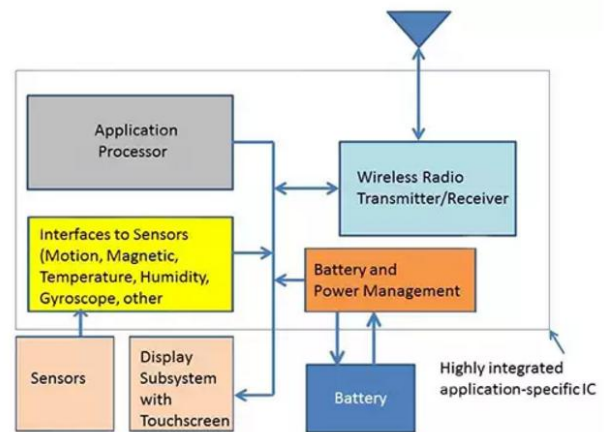 Application
Processor
Wireless Radio
Transmitter/Receiver
Interfaces to Sensors
(Motion, Magnetic,
Temperature, Humidity,
Gyroscope, other
Battery and
Power Management
Sensors
Display
Subsystem
with
Touchscreen
Battery
Highly integrated
application-specific IC